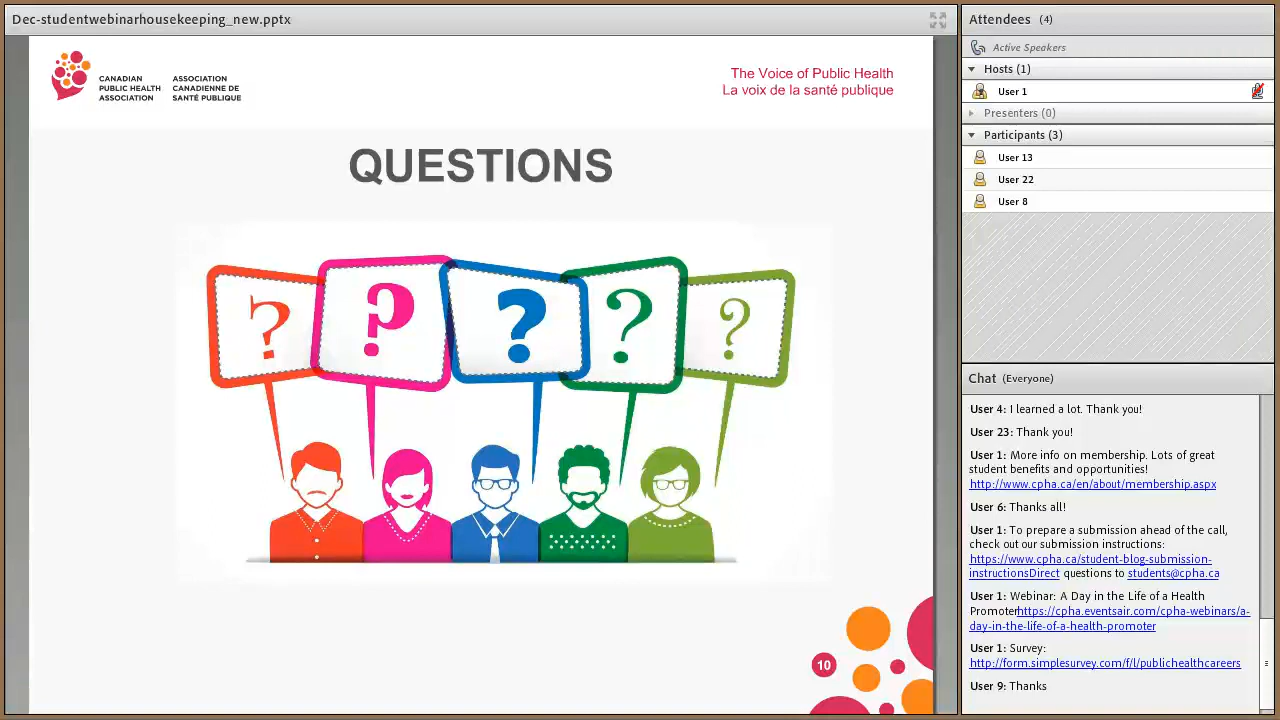 Dec-studentwebinarhousekeeping_new.pptx
CANADIAN
PUBLIC HEALTH
ASSOCIATION
ASSOCIATION
CANADIENNE DE
SANTÉ PUBLIQUE
The Voice of Public Health
La voix de la santé publique
QUESTIONS
? ? ? ? ?
10
Attendees (4)
Active Speakers
Hosts (1)
User 1
Presenters (0)
Participants (3)
User 13
User 22
User 8
Chat (Everyone)
User 4: I learned a lot. Thank you!
User 23: Thank you!
User 1: More info on membership. Lots of great
student benefits and opportunities!
http://www.cpha.ca/en/about/membership.aspx
User 6: Thanks all!
User 1: To prepare a submission ahead of the call,
check out our submission instructions:
https://www.cpha.ca/student-blog-submission-
instructionsDirect questions to students@cpha.ca
User 1: Webinar: A Day in the Life of a Health
Promoterhttps://cpha.eventsair.com/cpha-webinars/a-
day-in-the-life-of-a-health-promoter
User 1: Survey:
http://form.simplesurvey.com/f/l/publichealthcareers
User 9: Thanks